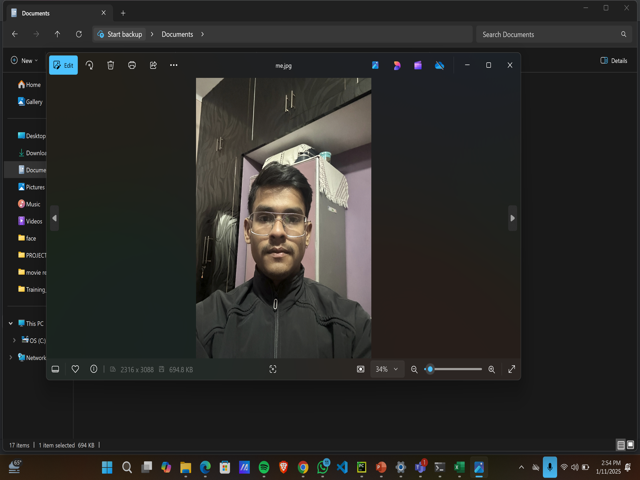 Documents
Start backup
Documents
Search Documents
New
Details
Edit
me.jpg
Home
Gallery
Desktop
Downloa
Docume
Pictures
Music
Videos
face
PROJECT
movie re
Training_
This PC
OS (C:)
Network
2316 x 3088
694.8 KB
34%
17 items
1 item selected 694 KB
63°
2:54 PM
1/11/2025